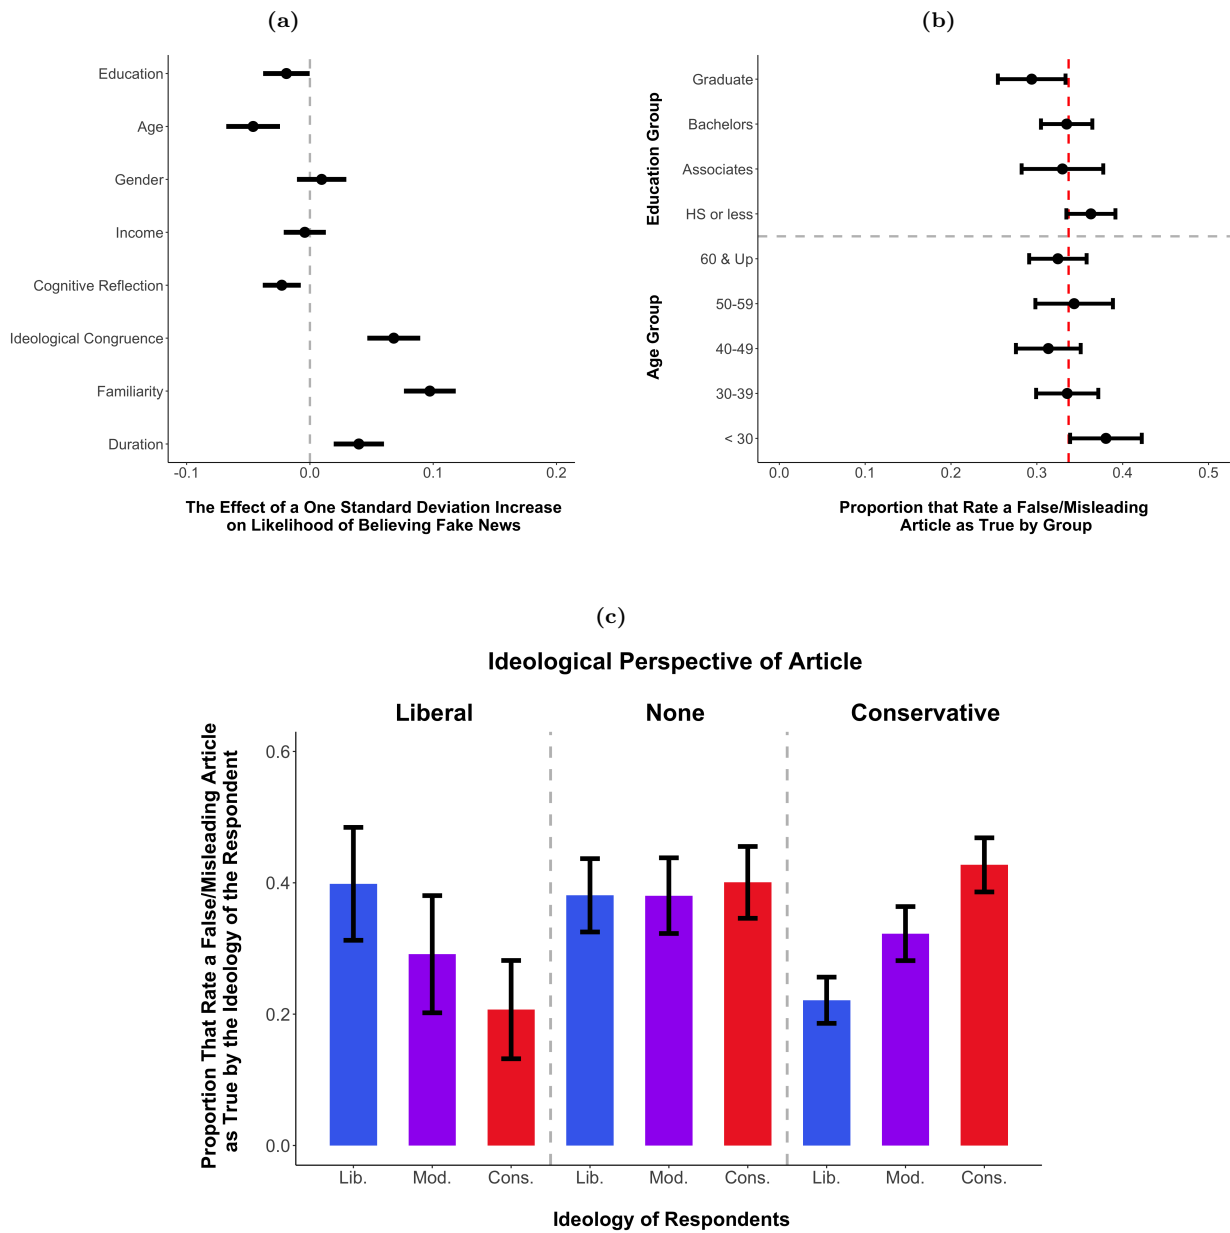 (a)
Education
Age
Gender
Income
Cognitive Reflection
Ideological Congruence
Familiarity
Duration
-0.1 0.0 0.1 0.2
The Effect of a One Standard Deviation Increase
on Likelihood of Believing Fake News
(b)
Education Group
Graduate
Bachelors
Associates
HS or less
Age Group
60 & Up
50-59
40-49
30-39
< 30
0.0 0.1 0.2 0.3 0.4 0.5
Proportion that Rate a False/Misleading
Article as True by Group
(c)
Ideological Perspective of Article
Liberal None Conservative
Proportion That Rate a False/Misleading Article
as True by the Ideology of the Respondent
0.6
0.4
0.2
0.0
Lib. Mod. Cons. Lib. Mod. Cons. Lib. Mod. Cons.
Ideology of Respondents